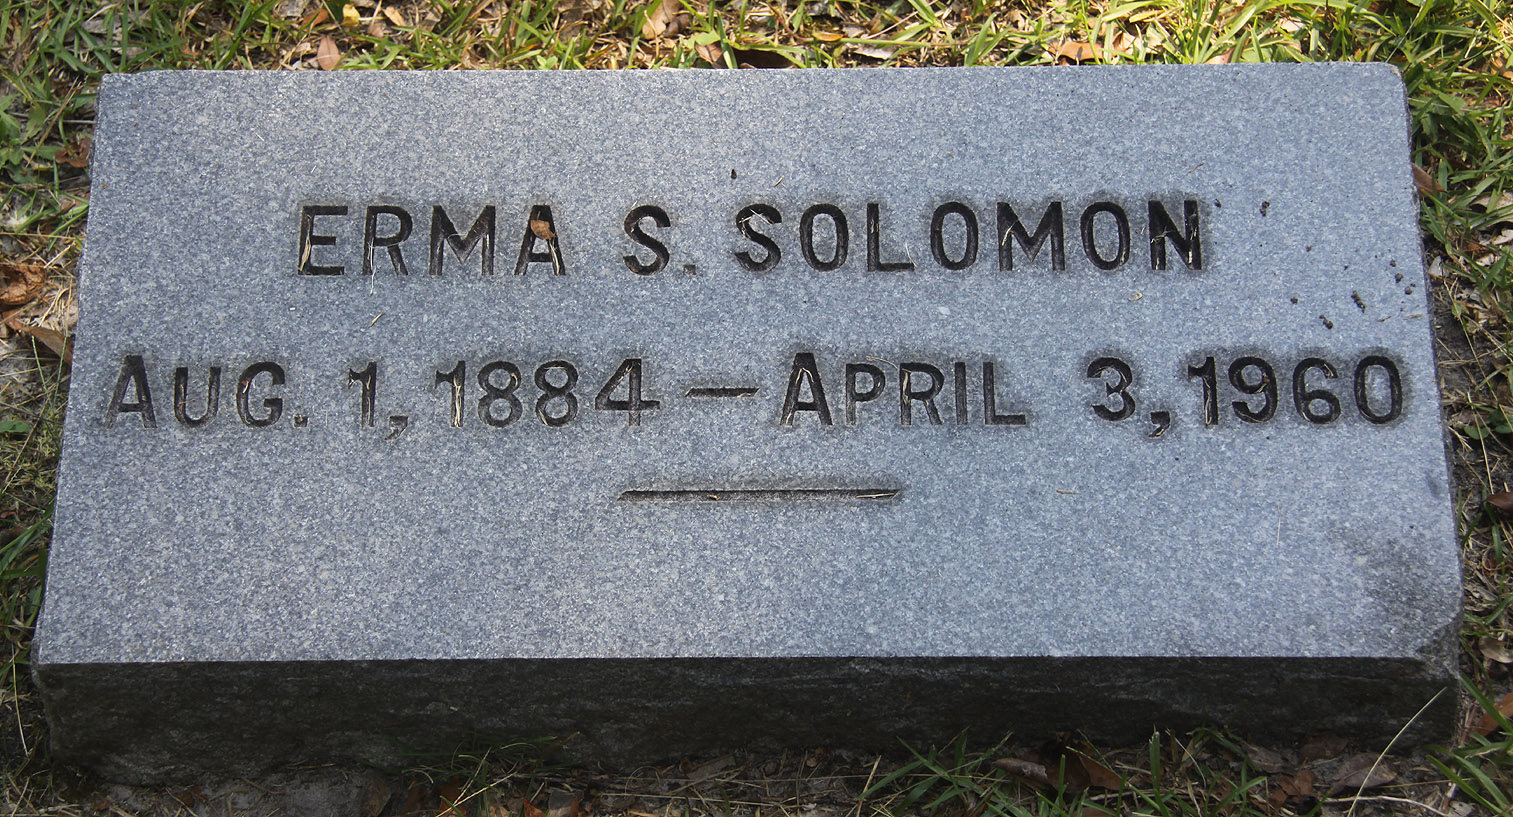 ERMA S. SOLOMON
AUG. 1, 1884 — APRIL 3, 1960